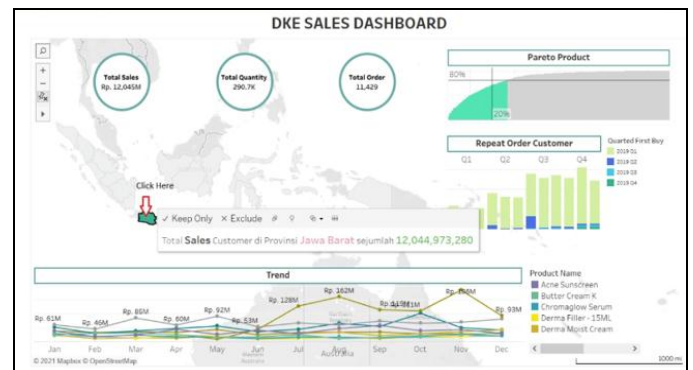 DKE SALES DASHBOARD
Total Sales
Rp. 12,045M
Total Quantity
290.7K
Total Order
11,429
Pareto Product
80%
20%
Repeat Order Customer
Q1 Q2 Q3 Q4
Quarted First Buy
2019 Q1
2019 Q2
2019 Q3
2019 Q4
Click Here
Keep Only Exclude
Total Sales Customer di Provinsi Jawa Barat sejumlah 12,044,973,280
Trend
Rp. 61M
Rp. 46M
Rp. 85M
Rp. 60M
Rp. 92M
Rp. 53M
Rp. 128M
Rp. 162M
Rp. 93M
Jan Feb Mar Apr May Jun Jul Aug Sep Oct Nov Dec
Australia
Product Name
Acne Sunscreen
Butter Cream K
Chromaglow Serum
Derma Filler - 15ML
Derma Moist Cream
© 2021 Mapbox © OpenStreetMap
1000 mi